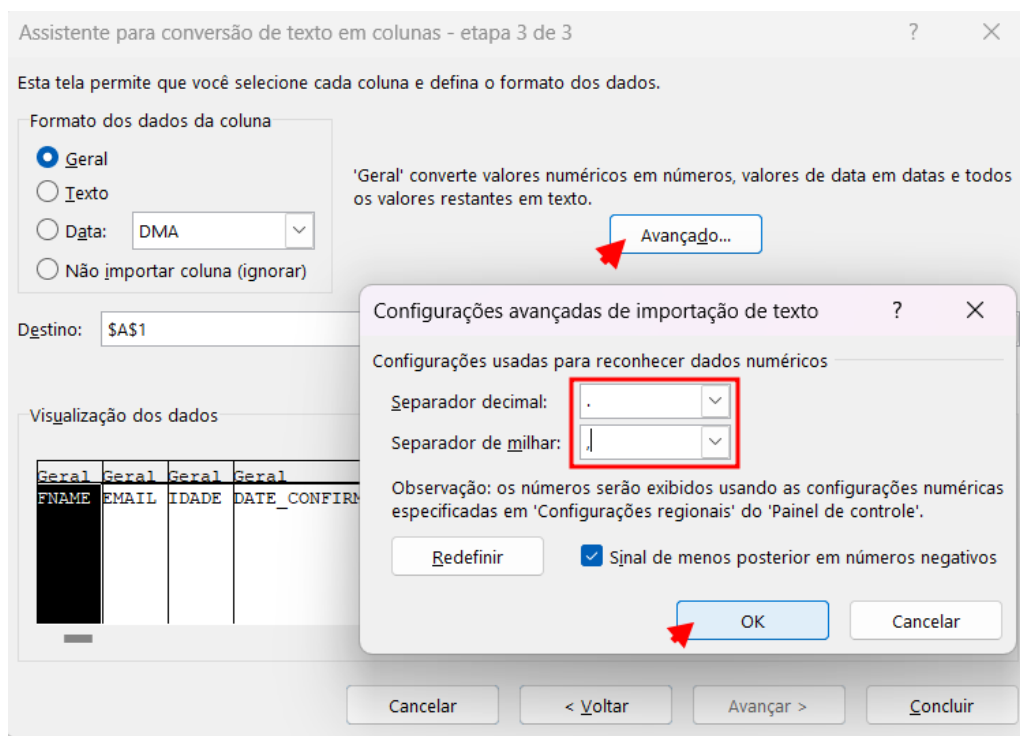 Assistente para conversão de texto em colunas - etapa 3 de 3 ?
Esta tela permite que você selecione cada coluna e defina o formato dos dados.
Formato dos dados da coluna
Geral
Texto
Data: DMA
Não importar coluna (ignorar)
'Geral' converte valores numéricos em números, valores de data em datas e todos
os valores restantes em texto.
Avançado...
Destino: $A$1
Visualização dos dados
Geral Geral Geral Geral
FNAME EMAIL IDADE DATE_CONFIRM
Configurações avançadas de importação de texto ?
Configurações usadas para reconhecer dados numéricos
Separador decimal: .
Separador de milhar: ,
Observação: os números serão exibidos usando as configurações numéricas
especificadas em 'Configurações regionais' do 'Painel de controle'.
Redefinir
Sinal de menos posterior em números negativos
OK
Cancelar
Cancelar
< Voltar
Avançar >
Concluir